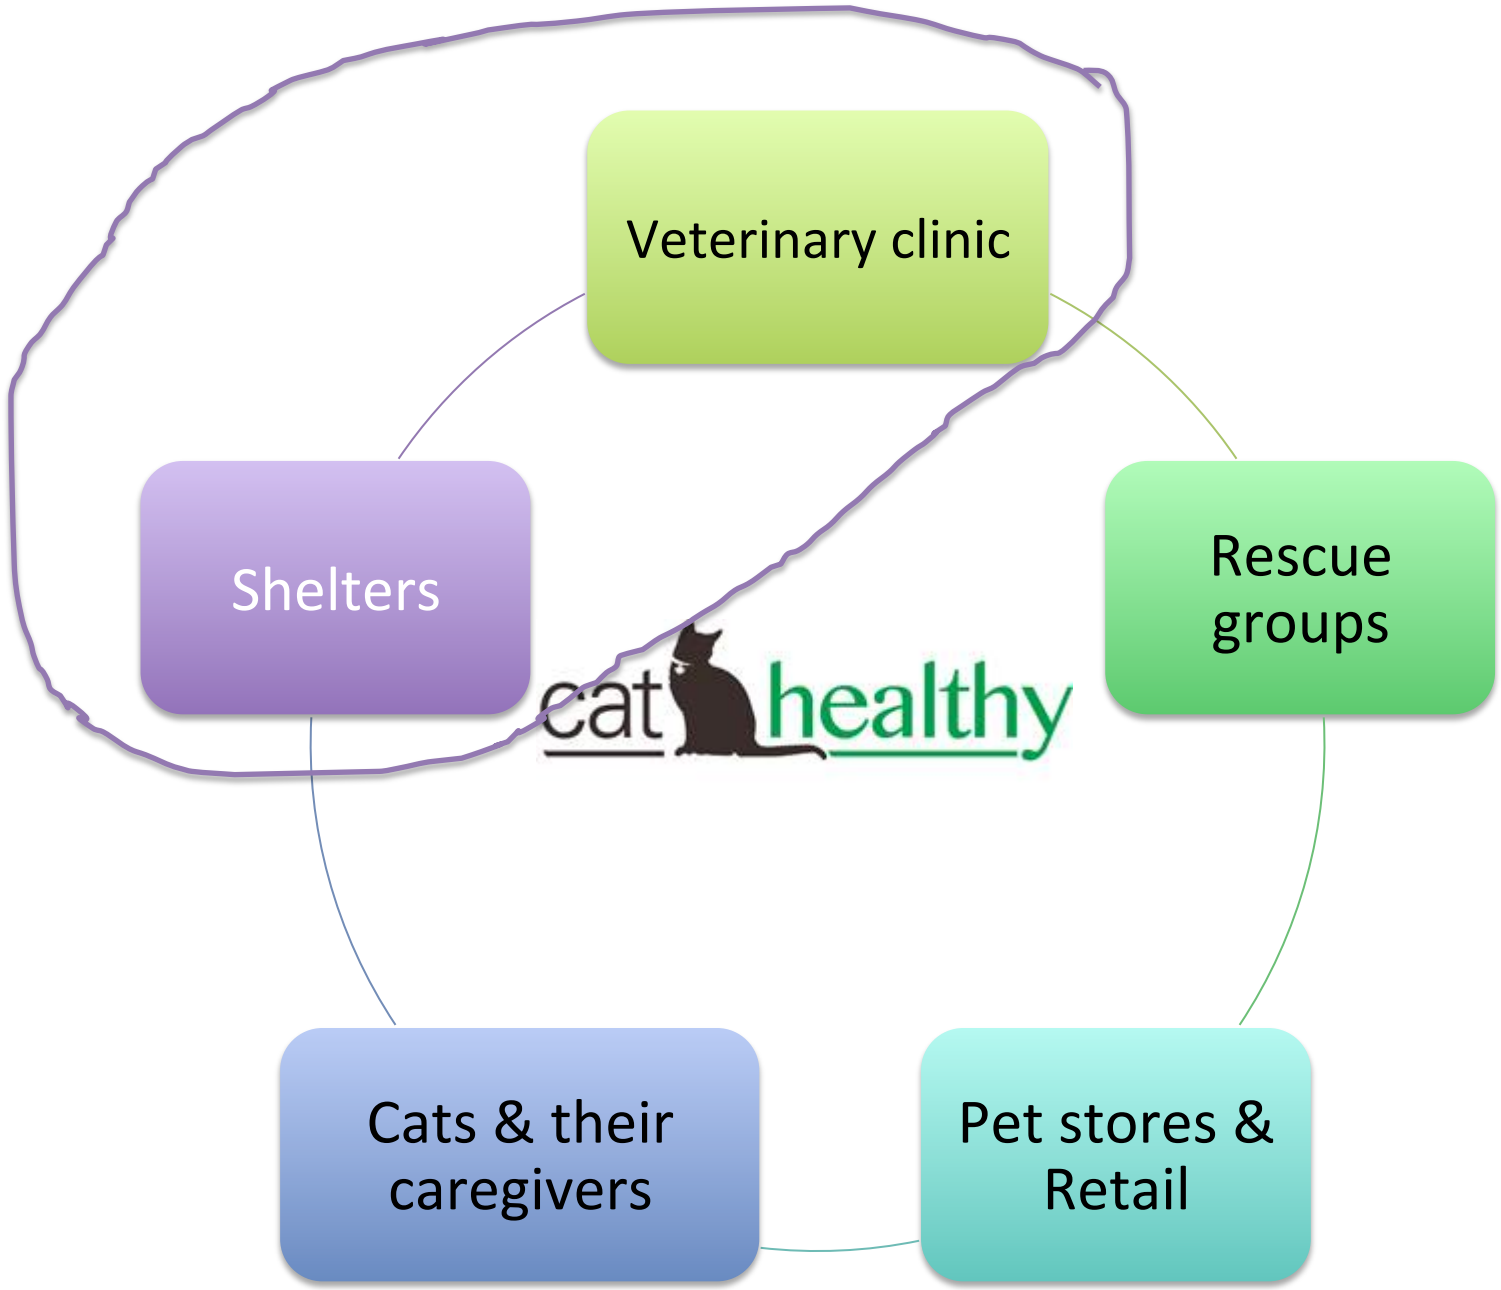 Veterinary clinic
Shelters
Rescue
groups
cat healthy
Cats & their
caregivers
Pet stores &
Retail